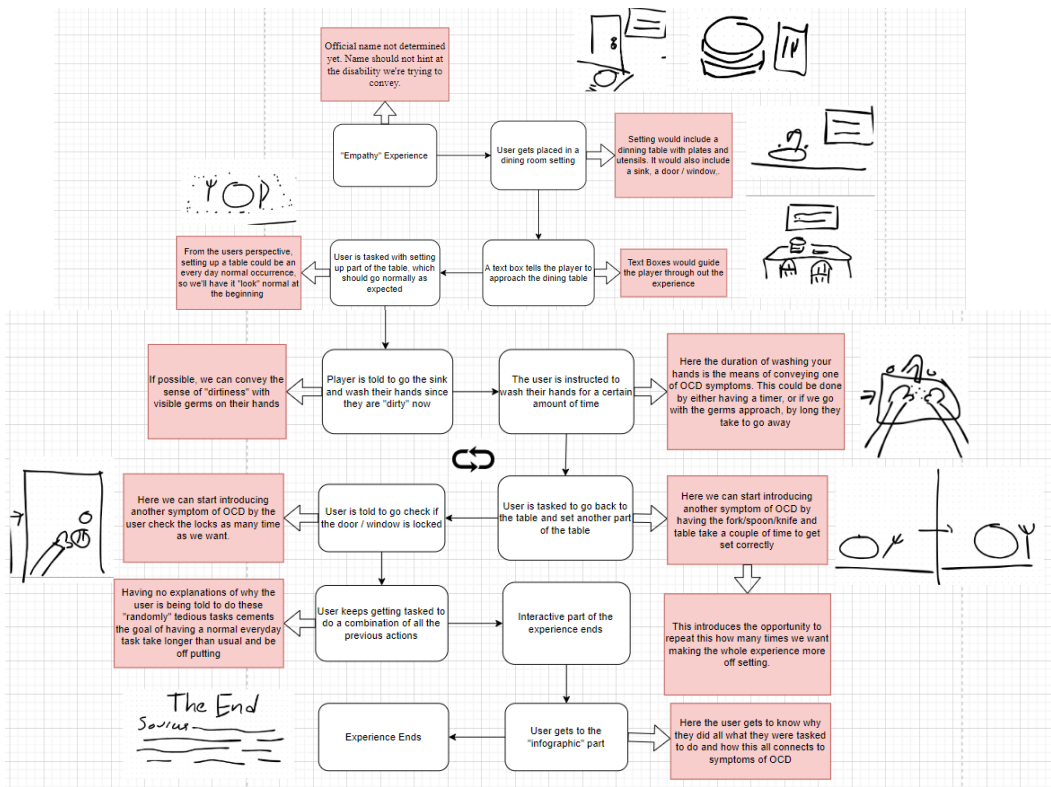 Official name not determined
yet. Name should not hint at
the disability we're trying to
convey.
"Empathy" Experience
User gets placed in a
dining room setting
Setting would include a
dinning table with plates and
utensils. It would also include
a sink, a door / window,.
From the users perspective,
setting up a table could be an
every day normal occurrence,
so we'll have it "look" normal at
the beginning
User is tasked with setting
up part of the table, which
should go normally as
expected
A text box tells the player to
approach the dining table
Text Boxes would guide
the player through out the
experience
If possible, we can convey the
sense of "dirtiness" with
visible germs on their hands
Player is told to go the sink
and wash their hands since
they are "dirty" now
The user is instructed to
wash their hands for a certain
amount of time
Here the duration of washing your
hands is the means of conveying one
of OCD symptoms. This could be done
by either having a timer, or if we go
with the germs approach, by long they
take to go away
Here we can start introducing
another symptom of OCD by the
user check the locks as many time
as we want.
User is told to go check if
the door / window is locked
User is tasked to go back to
the table and set another part
of the table
Here we can start introducing
another symptom of OCD by
having the fork/spoon/knife and
table take a couple of time to get
set correctly
Having no explanations of why the
user is being told to do these
"randomly" tedious tasks cements
the goal of having a normal everyday
task take longer than usual and be
off putting
User keeps getting tasked to
do a combination of all the
previous actions
Interactive part of the
experience ends
This introduces the opportunity to
repeat this how many times we want
making the whole experience more
off setting.
The End
Experience Ends
User gets to the
"infographic" part
Here the user gets to know why
they did all what they were tasked
to do and how this all connects to
symptoms of OCD